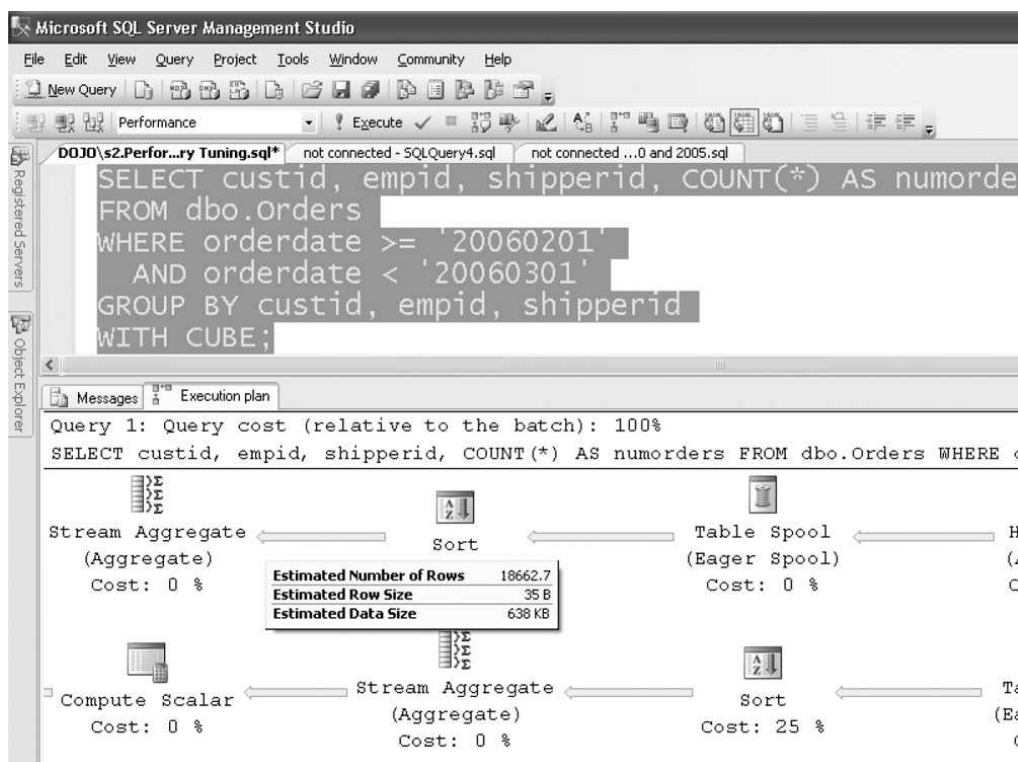 Microsoft SQL Server Management Studio
File Edit View Query Project Tools Window Community Help
New Query
Performance Execute
DOJO\s2.Perfor...ry Tuning.sql* not connected - SQLQuery4.sql not connected ...0 and 2005.sql
Registered Servers
Object Explorer
SELECT custid, empid, shipperid, COUNT(*) AS numorde
FROM dbo.Orders
WHERE orderdate >= '20060201'
AND orderdate < '20060301'
GROUP BY custid, empid, shipperid
WITH CUBE;
Messages Execution plan
Query 1: Query cost (relative to the batch): 100%
SELECT custid, empid, shipperid, COUNT(*) AS numorders FROM dbo.Orders WHERE
Stream Aggregate
(Aggregate)
Cost: 0 %
Sort
Table Spool
(Eager Spool)
Cost: 0 %
H
Estimated Number of Rows 18662.7
Estimated Row Size 35 B
Estimated Data Size 638 KB
Compute Scalar
Cost: 0 %
Stream Aggregate
(Aggregate)
Cost: 0 %
Sort
Cost: 25 %
Ta
(Ea